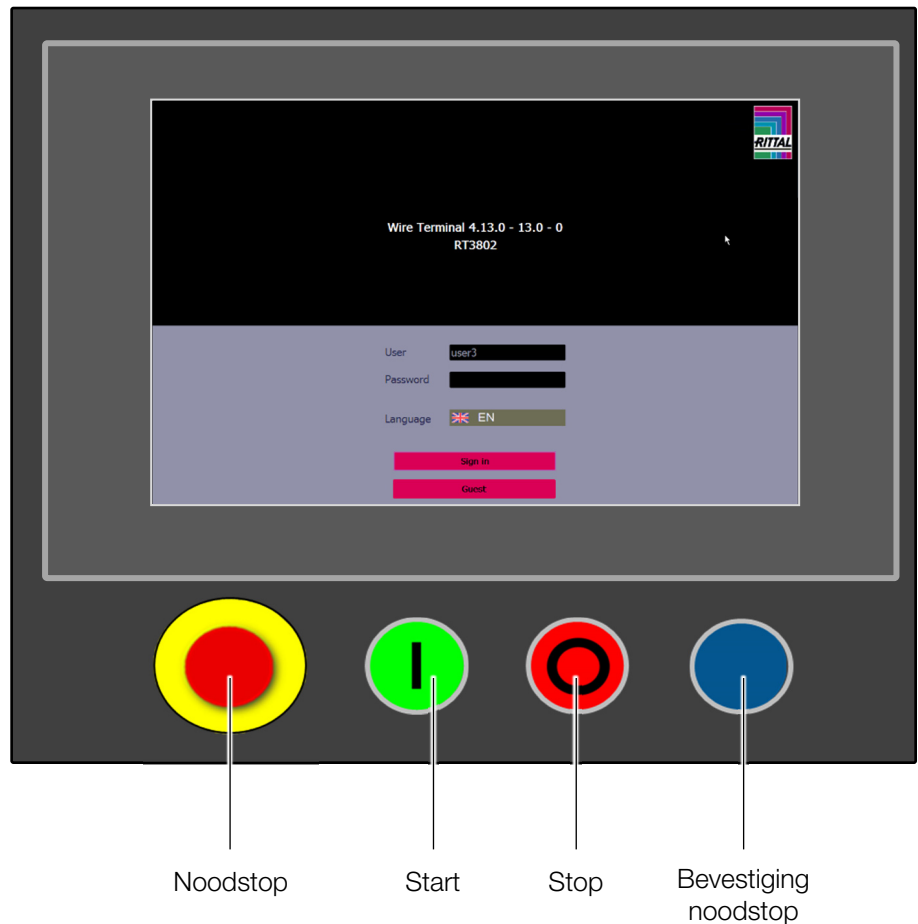 RITTAL
Wire Terminal 4.13.0 - 13.0 - 0
RT3802
User user3
Password
Language EN
Sign In
Guest
Noodstop Start Stop Bevestiging
noodstop